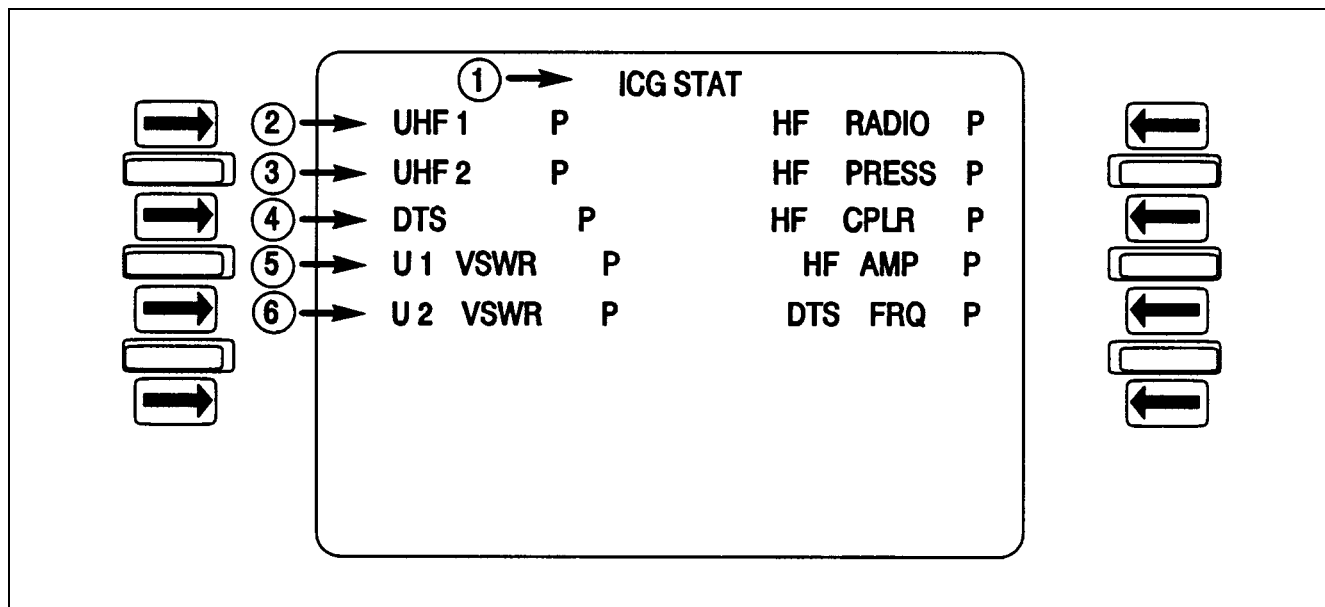 ① ICG STAT
② UHF 1 P HF RADIO P
③ UHF 2 P HF PRESS P
④ DTS P HF CPLR P
⑤ U 1 VSWR P HF AMP P
⑥ U 2 VSWR P DTS FRQ P